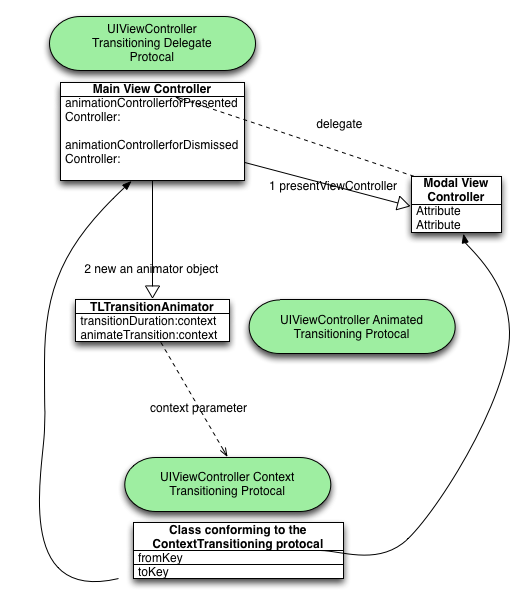 UIViewController
Transitioning Delegate
Protocal
Main View Controller
animationControllerforPresented
Controller:
animationControllerforDismissed
Controller:
delegate
1 presentViewController
Modal View
Controller
Attribute
Attribute
2 new an animator object
TLTransitionAnimator
transitionDuration:context
animateTransition:context
UIViewController Animated
Transitioning Protocal
context parameter
UIViewController Context
Transitioning Protocal
Class conforming to the
ContextTransitioning protocal
fromKey
toKey